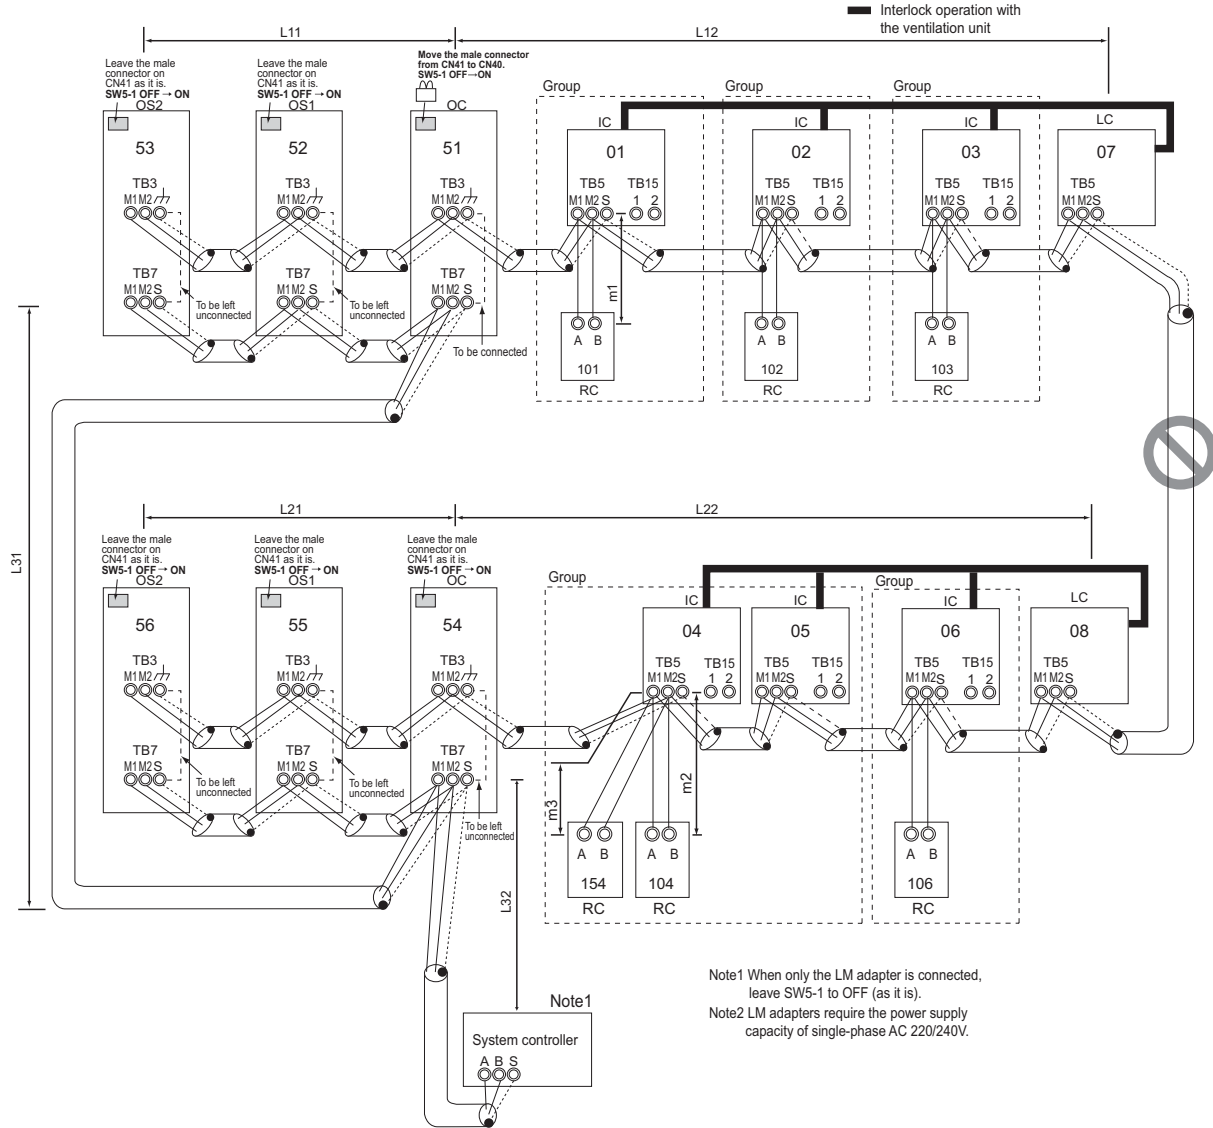 Interlock operation with
the ventilation unit
L11
L12
Leave the male
connector on
CN41 as it is.
SW5-1 OFF → ON
OS2
Leave the male
connector on
CN41 as it is.
SW5-1 OFF → ON
OS1
Move the male connector
from CN41 to CN40.
SW5-1 OFF→ON
OC
Group
Group
Group
IC
IC
IC
LC
53
52
51
01
02
03
07
TB3
TB3
TB3
TB5
TB15
TB5
TB15
TB5
TB15
TB5
M1 M2
M1 M2
M1 M2
M1 M2 S
1 2
M1 M2 S
1 2
M1 M2 S
1 2
M1 M2 S
TB7
TB7
TB7
M1 M2 S
M1 M2 S
M1 M2 S
To be left
unconnected
To be left
unconnected
To be connected
m1
A B
101
RC
A B
102
RC
A B
103
RC
L31
L21
L22
Leave the male
connector on
CN41 as it is.
SW5-1 OFF → ON
OS2
Leave the male
connector on
CN41 as it is.
SW5-1 OFF → ON
OS1
Leave the male
connector on
CN41 as it is.
SW5-1 OFF → ON
OC
Group
Group
IC
IC
IC
LC
56
55
54
04
05
06
08
TB3
TB3
TB3
TB5
TB15
TB5
TB15
TB5
TB15
TB5
M1 M2
M1 M2
M1 M2
M1 M2 S
1 2
M1 M2 S
1 2
M1 M2 S
1 2
M1 M2 S
TB7
TB7
TB7
M1 M2 S
M1 M2 S
M1 M2 S
To be left
unconnected
To be left
unconnected
To be left
unconnected
m3
m2
A B
154
RC
A B
104
RC
A B
106
RC
L32
Note1 When only the LM adapter is connected,
leave SW5-1 to OFF (as it is).
Note2 LM adapters require the power supply
capacity of single-phase AC 220/240V.
Note1
System controller
A B S